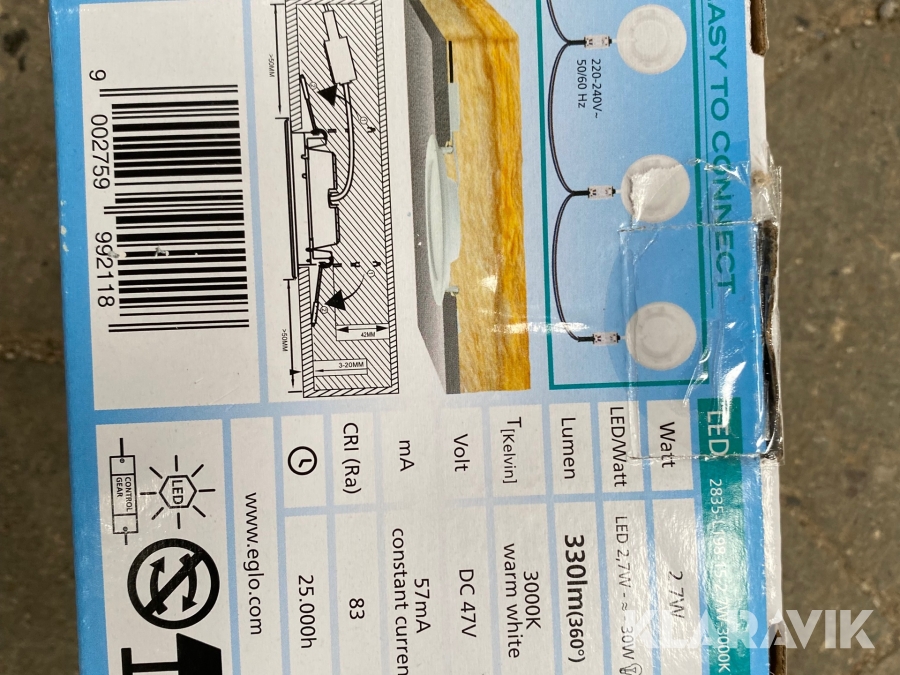 EASY TO CONNECT
220-240V~
50/60 Hz
>50MM
42MM
3-20MM
>50MM
9 002759 992118
LED
Watt
2,7W
LED/Watt
LED 2,7W - ≈ 30W
Lumen
330lm(360°)
T[Kelvin]
3000K
warm white
Volt
DC 47V
mA
57mA
constant curren
CRI (Ra)
83
25.000h
www.eglo.com
LED
CONTROL
GEAR
KLARAVIK